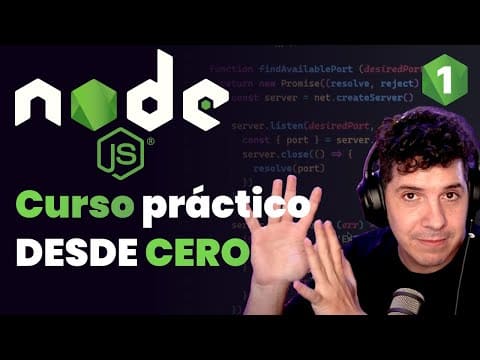 node
JS®
1
Curso práctico
DESDE CERO
function findAvailablePort (desiredPort
return new Promise((resolve, reject)
const server = net.createServer()
server.listen(desiredPort,
const { port } = server.
server.close(() => {
resolve(port)
})
(err)